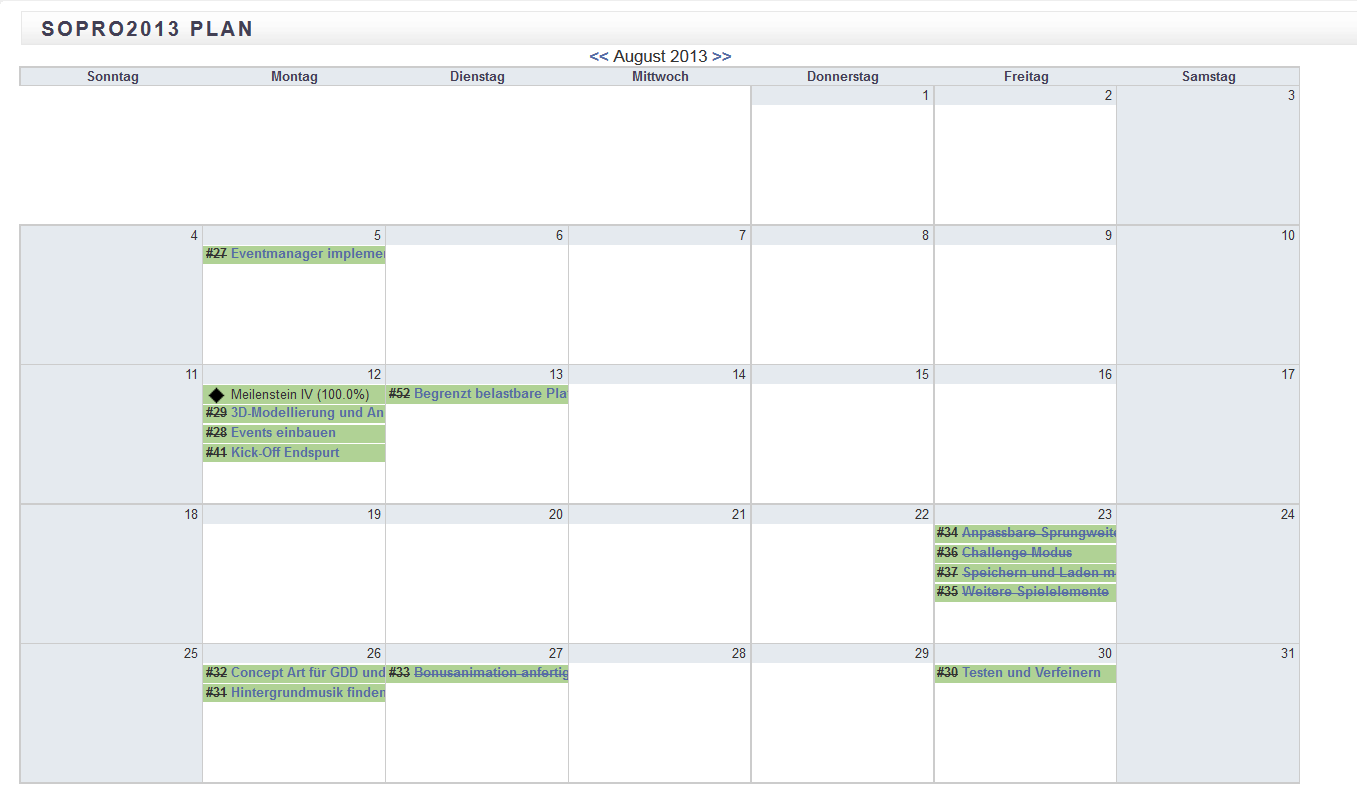 SOPRO2013 PLAN
<< August 2013 >>
Sonntag Montag Dienstag Mittwoch Donnerstag Freitag Samstag
1 2 3
4 5 6 7 8 9 10
#27 Eventmanager implemen
11 12 13 14 15 16 17
Meilenstein IV (100.0%) #52 Begrenzt belastbare Pla
#29 3D-Modellierung und An
#28 Events einbauen
#41 Kick-Off Endspurt
18 19 20 21 22 23 24
#34 Anpassbare Sprungweite
#36 Challenge Modus
#37 Speichern und Laden m
#35 Weitere Spielelemente
25 26 27 28 29 30 31
#32 Concept Art für GDD und #33 Bonusanimation anfertig #30 Testen und Verfeinern
#31 Hintergrundmusik finden